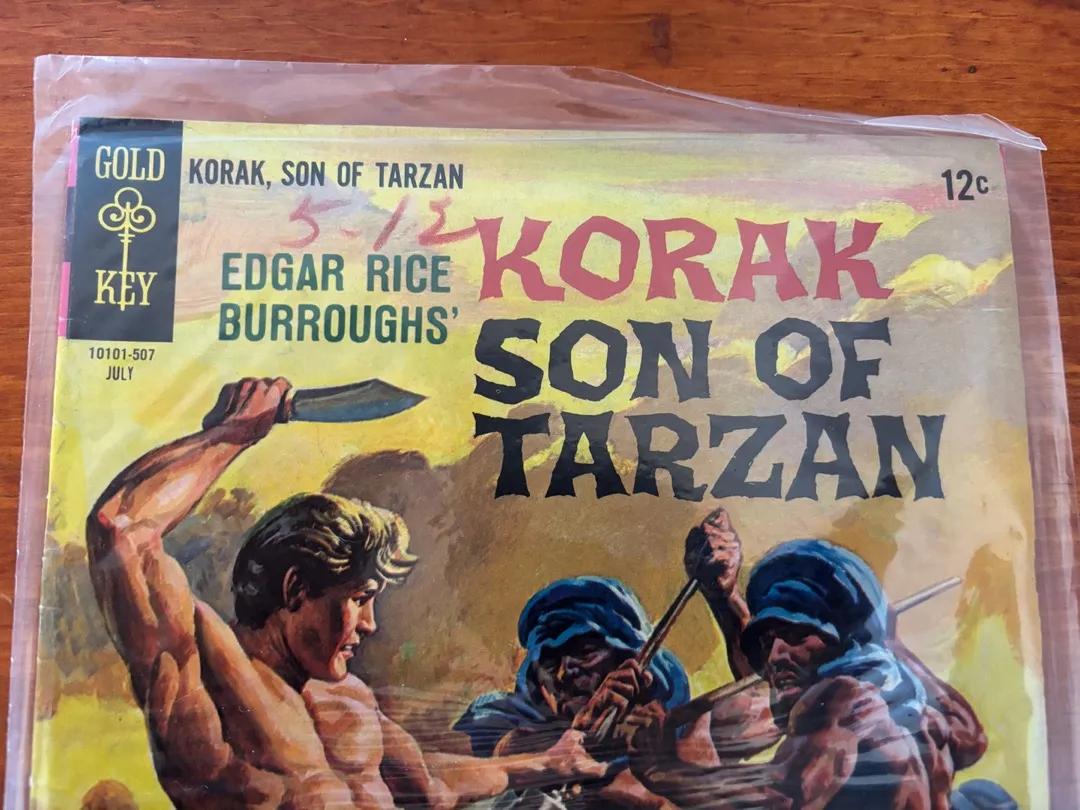 GOLD
KEY
KORAK, SON OF TARZAN
12c
5-12
EDGAR RICE
BURROUGHS'
KORAK
SON OF
TARZAN
10101-507
JULY